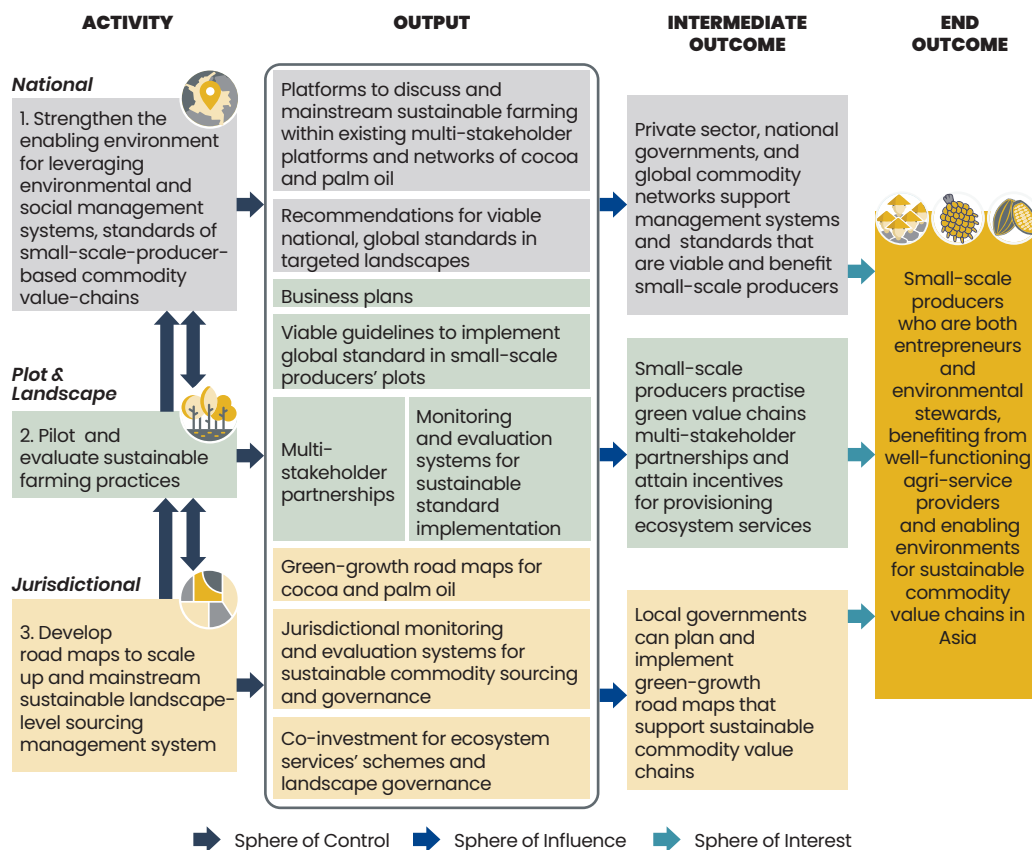 ACTIVITY
OUTPUT
INTERMEDIATE
OUTCOME
END
OUTCOME
National
1. Strengthen the
enabling environment
for leveraging
environmental and
social management
systems, standards of
small-scale-producer-
based commodity
value-chains
Plot &
Landscape
2. Pilot and
evaluate sustainable
farming practices
Jurisdictional
3. Develop
road maps to scale
up and mainstream
sustainable landscape-
level sourcing
management system
Platforms to discuss and
mainstream sustainable farming
within existing multi-stakeholder
platforms and networks of cocoa
and palm oil
Recommendations for viable
national, global standards in
targeted landscapes
Business plans
Viable guidelines to implement
global standard in small-scale
producers’ plots
Multi-
stakeholder
partnerships
Monitoring
and evaluation
systems for
sustainable
standard
implementation
Green-growth road maps for
cocoa and palm oil
Jurisdictional monitoring
and evaluation systems for
sustainable commodity sourcing
and governance
Co-investment for ecosystem
services’ schemes and
landscape governance
Private sector, national
governments, and
global commodity
networks support
management systems
and standards that
are viable and benefit
small-scale producers
Small-scale
producers practise
green value chains
multi-stakeholder
partnerships and
attain incentives
for provisioning
ecosystem services
Local governments
can plan and
implement
green-growth
road maps that
support sustainable
commodity value
chains
Small-scale
producers
who are both
entrepreneurs
and
environmental
stewards,
benefiting from
well-functioning
agri-service
providers
and enabling
environments
for sustainable
commodity
value chains in
Asia
Sphere of Control
Sphere of Influence
Sphere of Interest